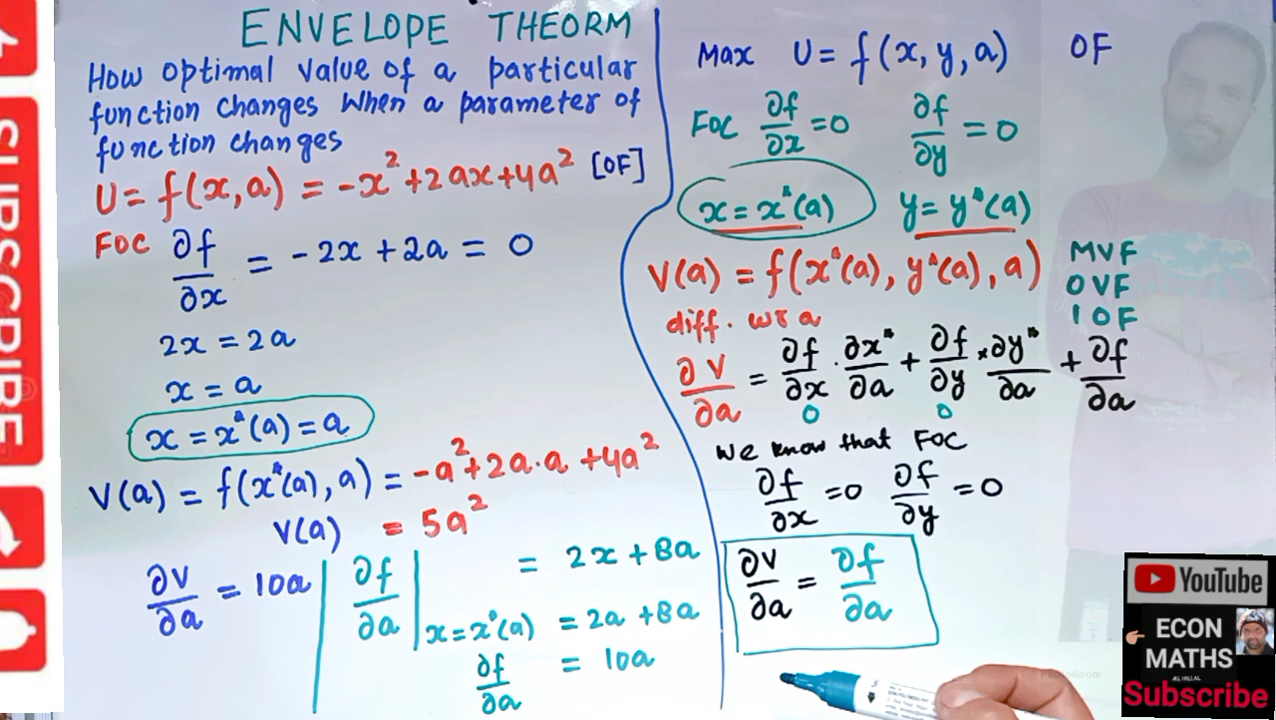 ENVELOPE THEORM
How optimal value of a particular
function changes when a parameter of
function changes
U = f(x, a) = -x² + 2ax + 4a² [OF]
FOC ∂f/∂x = -2x + 2a = 0
2x = 2a
x = a
x = x*(a) = a
V(a) = f(x*(a), a) = -a² + 2a·a + 4a²
V(a) = 5a²
∂V/∂a = 10a | ∂f/∂a | x = x*(a) = 2x + 8a
= 2a + 8a
∂f/∂a = 10a
Max U = f(x, y, a) OF
FOC ∂f/∂x = 0 ∂f/∂y = 0
x = x*(a) y = y*(a)
V(a) = f(x*(a), y*(a), a) MVF
OVF
IOF
diff. wr a
∂V/∂a = ∂f/∂x · ∂x*/∂a + ∂f/∂y × ∂y*/∂a + ∂f/∂a
0 0
We know that FOC
∂f/∂x = 0 ∂f/∂y = 0
∂V/∂a = ∂f/∂a
SUBSCRIBE
PhotoRoom
YouTube
ECON
MATHS
Subscribe